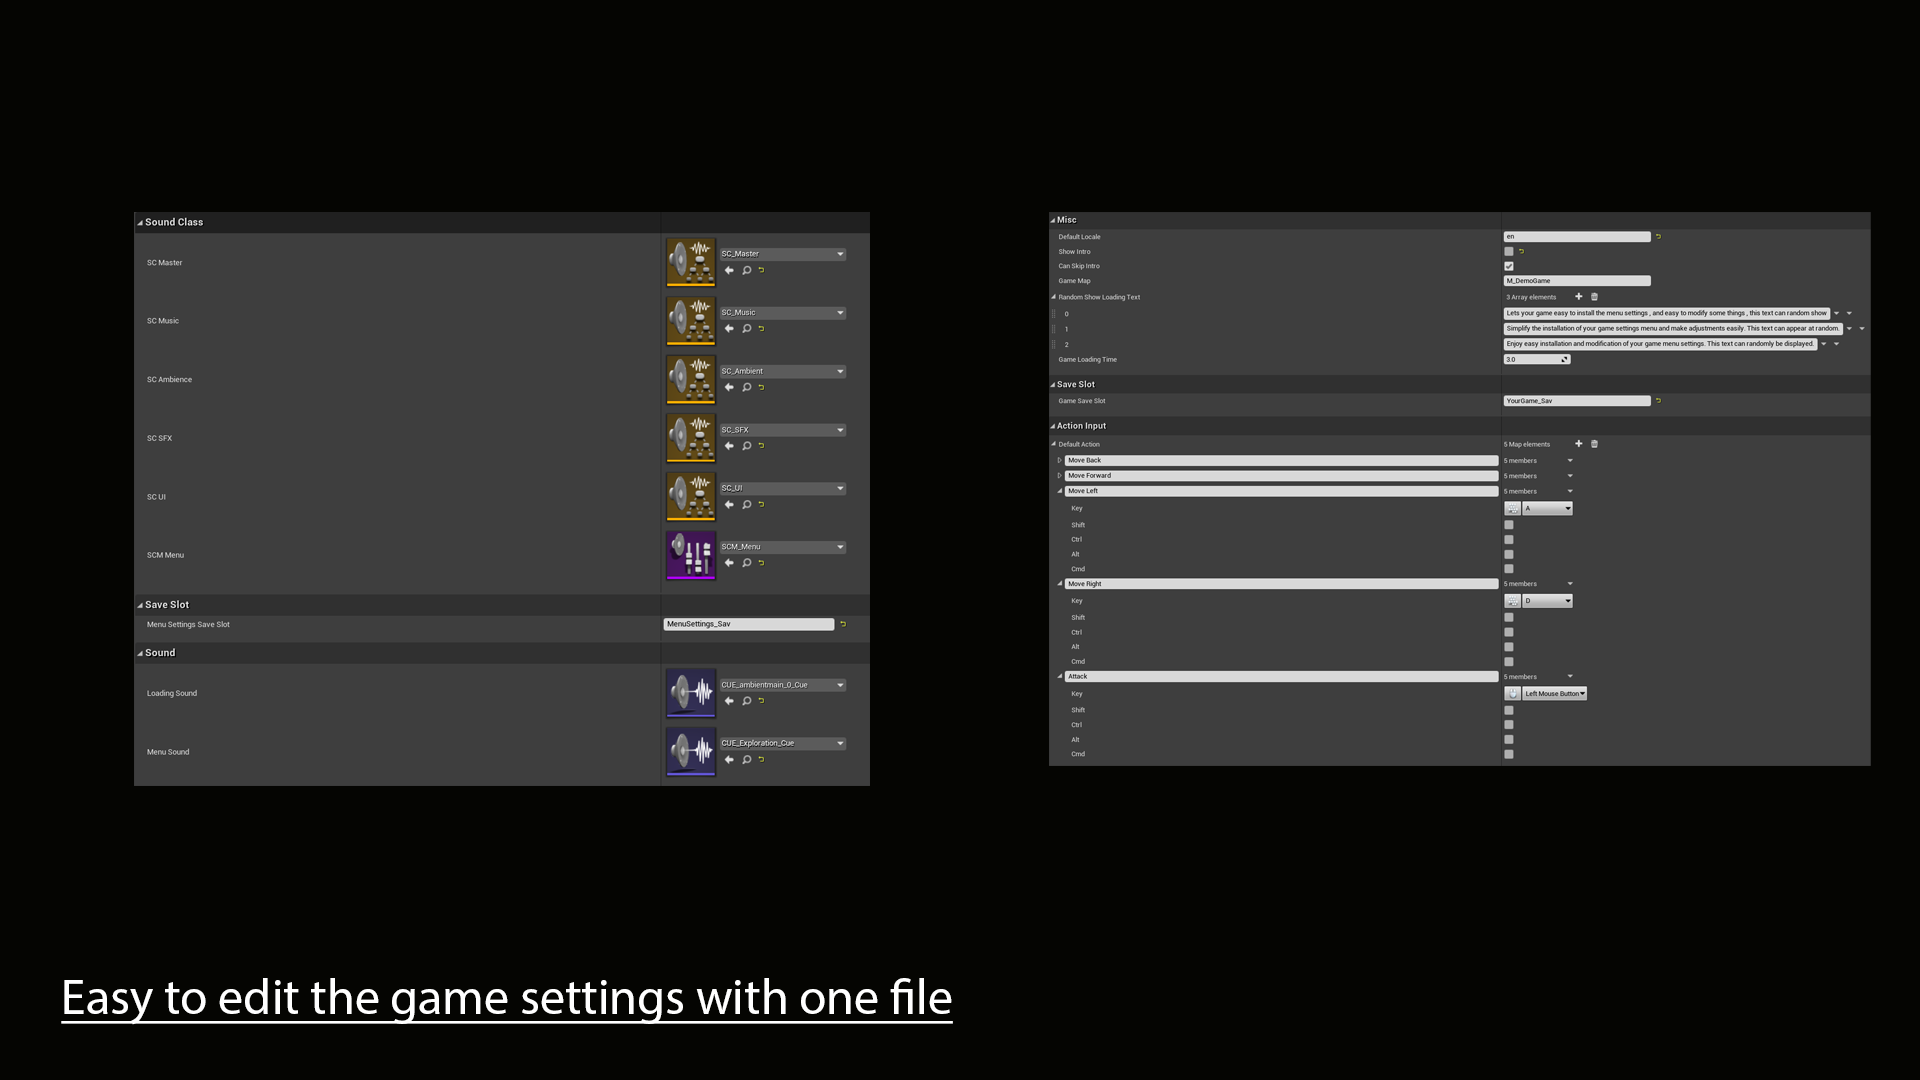 Sound Class
SC Master
SC_Master
SC Music
SC_Music
SC Ambience
SC_Ambient
SC SFX
SC_SFX
SC UI
SC_UI
SCM Menu
SCM_Menu
Save Slot
Menu Settings Save Slot
MenuSettings_Sav
Sound
Loading Sound
CUE_ambientmain_0_Cue
Menu Sound
CUE_Exploration_Cue
Misc
Default Locale
en
Show Intro
Can Skip Intro
Game Map
M_DemoGame
Random Show Loading Text
3 Array elements
0
Lets your game easy to install the menu settings , and easy to modify some things , this text can random show
1
Simplify the installation of your game settings menu and make adjustments easily. This text can appear at random.
2
Enjoy easy installation and modification of your game menu settings. This text can randomly be displayed.
Game Loading Time
3.0
Save Slot
Game Save Slot
YourGame_Sav
Action Input
Default Action
5 Map elements
Move Back
5 members
Move Forward
5 members
Move Left
5 members
Key
A
Shift
Ctrl
Alt
Cmd
Move Right
5 members
Key
D
Shift
Ctrl
Alt
Cmd
Attack
5 members
Key
Left Mouse Button
Shift
Ctrl
Alt
Cmd
Easy to edit the game settings with one file